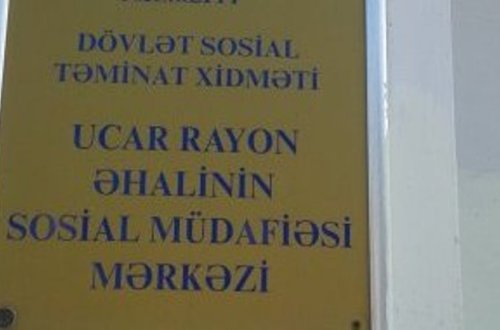 DÖVLƏT SOSİAL
TƏMİNAT XİDMƏTİ
UCAR RAYON
ƏHALİNİN
SOSİAL MÜDAFİƏSİ
MƏRKƏZİ